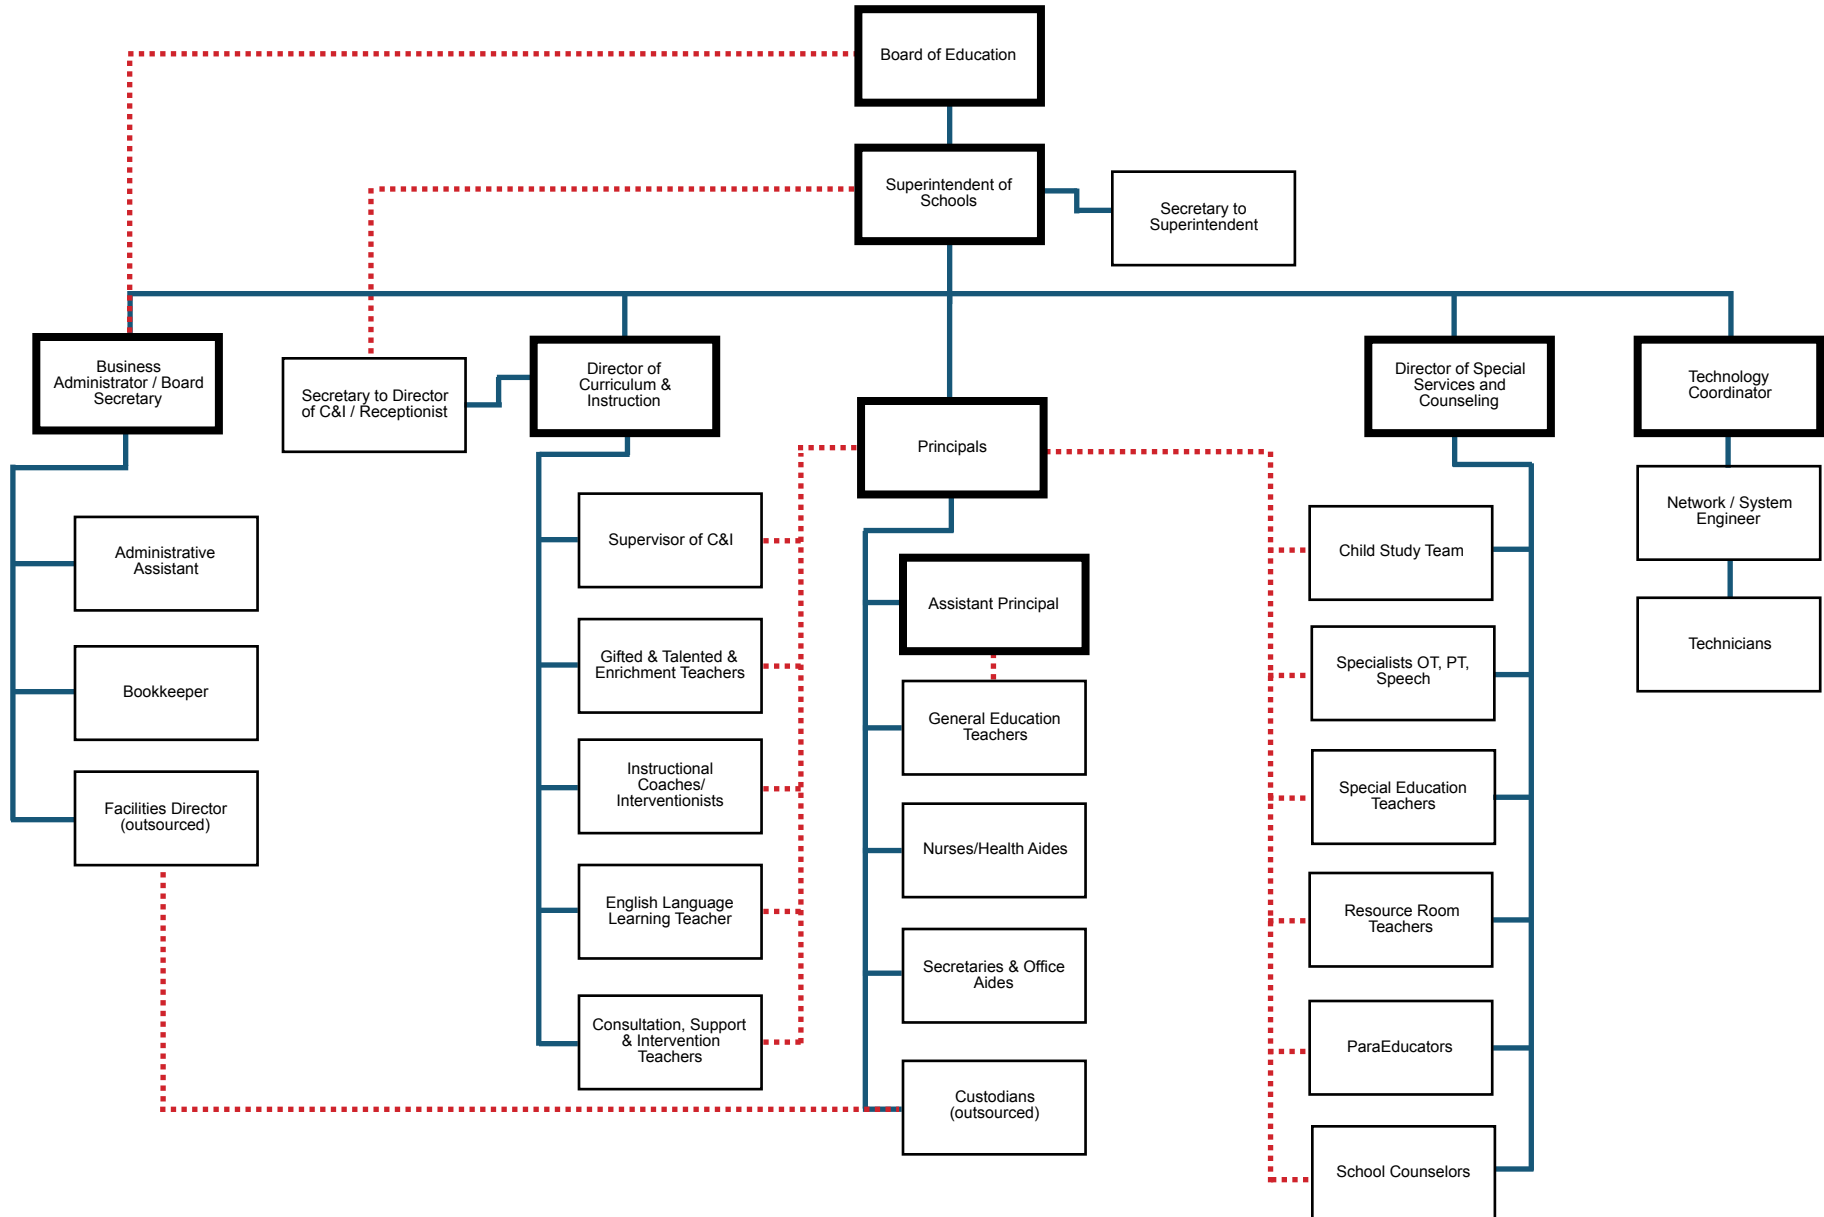 Board of Education
Superintendent of
Schools
Secretary to
Superintendent
Business
Administrator / Board
Secretary
Secretary to Director
of C&I / Receptionist
Director of
Curriculum &
Instruction
Principals
Director of Special
Services and
Counseling
Technology
Coordinator
Administrative
Assistant
Bookkeeper
Facilities Director
(outsourced)
Supervisor of C&I
Gifted & Talented &
Enrichment Teachers
Instructional
Coaches/
Interventionists
English Language
Learning Teacher
Consultation, Support
& Intervention
Teachers
Assistant Principal
General Education
Teachers
Nurses/Health Aides
Secretaries & Office
Aides
Custodians
(outsourced)
Child Study Team
Specialists OT, PT,
Speech
Special Education
Teachers
Resource Room
Teachers
ParaEducators
School Counselors
Network / System
Engineer
Technicians